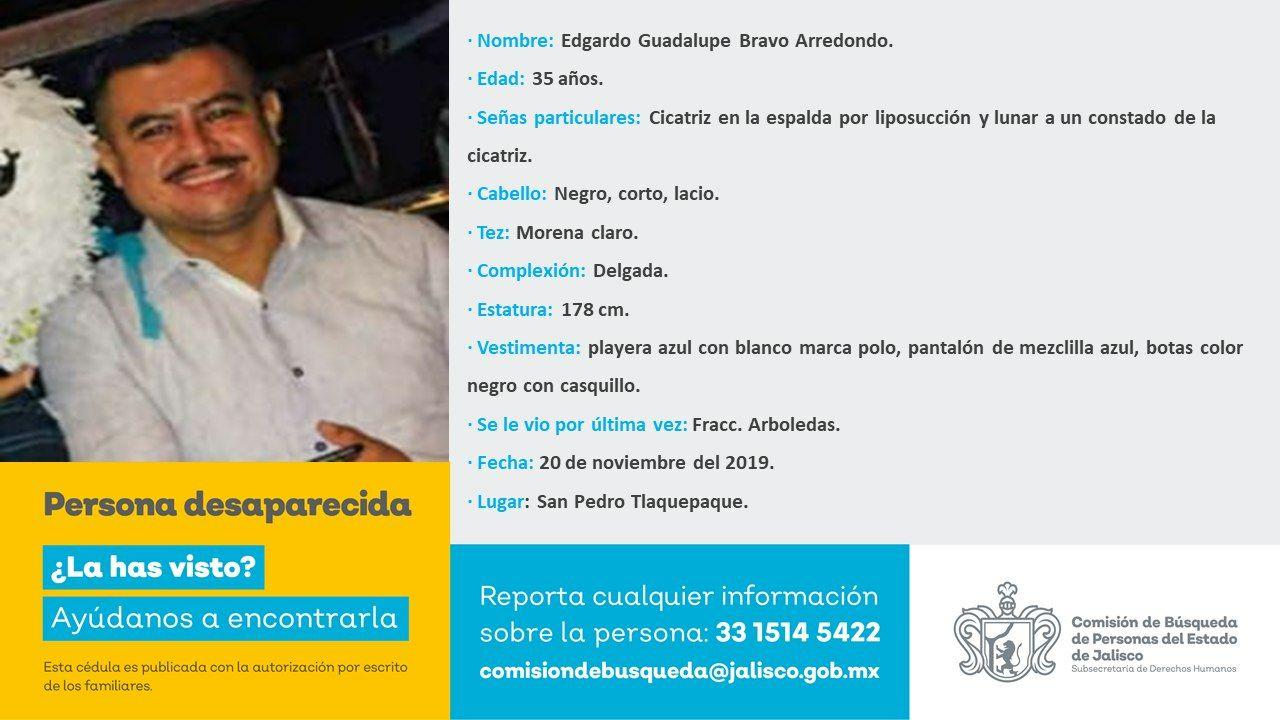 · Nombre: Edgardo Guadalupe Bravo Arredondo.
· Edad: 35 años.
· Señas particulares: Cicatriz en la espalda por liposucción y lunar a un constado de la
cicatriz.
· Cabello: Negro, corto, lacio.
· Tez: Morena claro.
· Complexión: Delgada.
· Estatura: 178 cm.
· Vestimenta: playera azul con blanco marca polo, pantalón de mezclilla azul, botas color
negro con casquillo.
· Se le vio por última vez: Fracc. Arboledas.
· Fecha: 20 de noviembre del 2019.
· Lugar: San Pedro Tlaquepaque.
Persona desaparecida
¿La has visto?
Ayúdanos a encontrarla
Esta cédula es publicada con la autorización por escrito
de los familiares.
Reporta cualquier información
sobre la persona: 33 1514 5422
comisiondebusqueda@jalisco.gob.mx
Comisión de Búsqueda
de Personas del Estado
de Jalisco
Subsecretaría de Derechos Humanos